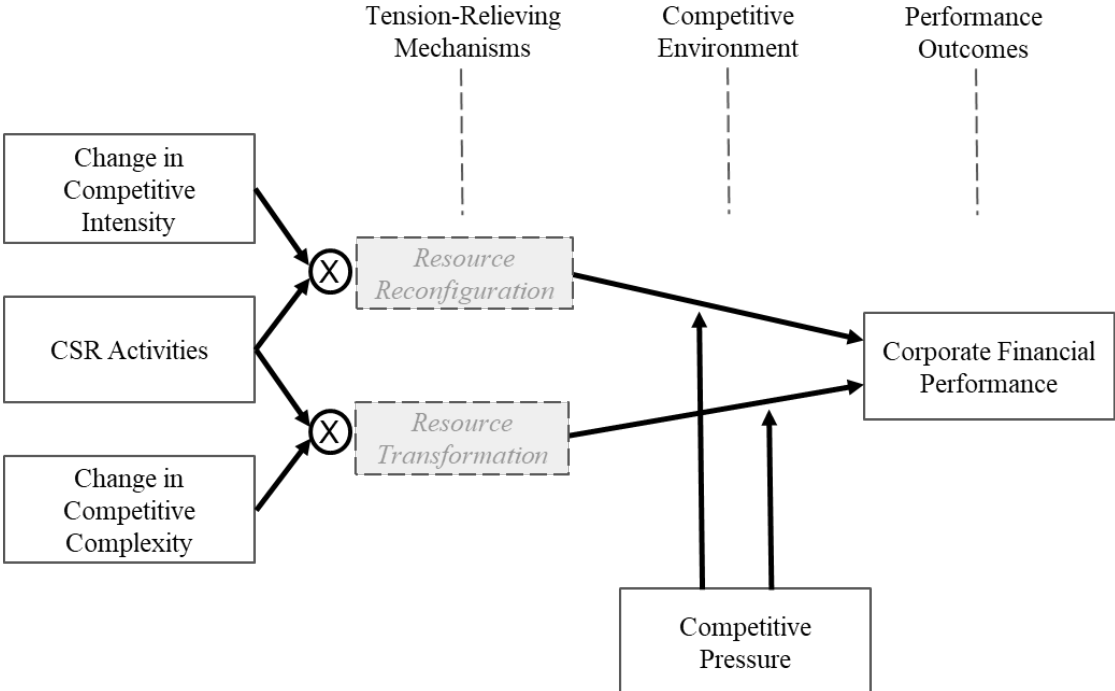 Tension-Relieving
Mechanisms
Competitive
Environment
Performance
Outcomes
Change in
Competitive
Intensity
X
Resource
Reconfiguration
CSR Activities
Corporate Financial
Performance
X
Resource
Transformation
Change in
Competitive
Complexity
Competitive
Pressure